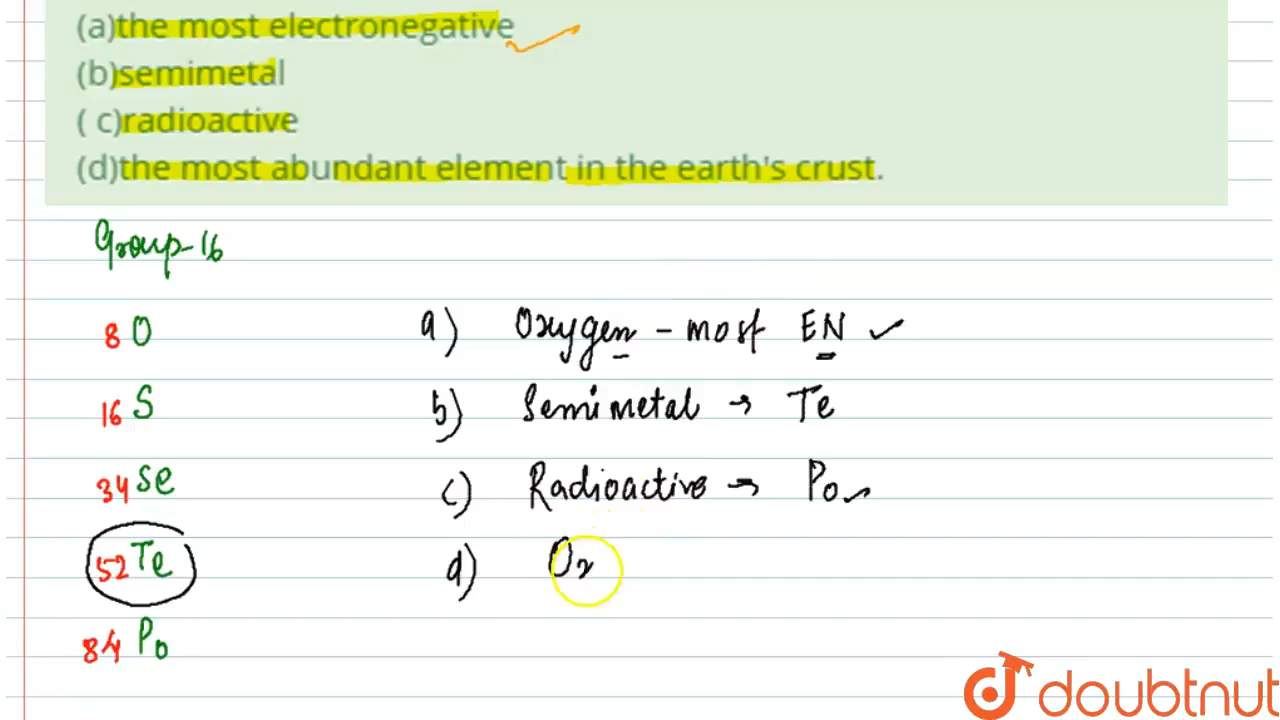 (a)the most electronegative
(b)semimetal
( c)radioactive
(d)the most abundant element in the earth's crust.
Group-16
8 O
a) Oxygen - most EN
16 S
b) Semimetal → Te
34 Se
c) Radioactive → Po
52 Te
d) Ox
84 Po
doubtnut